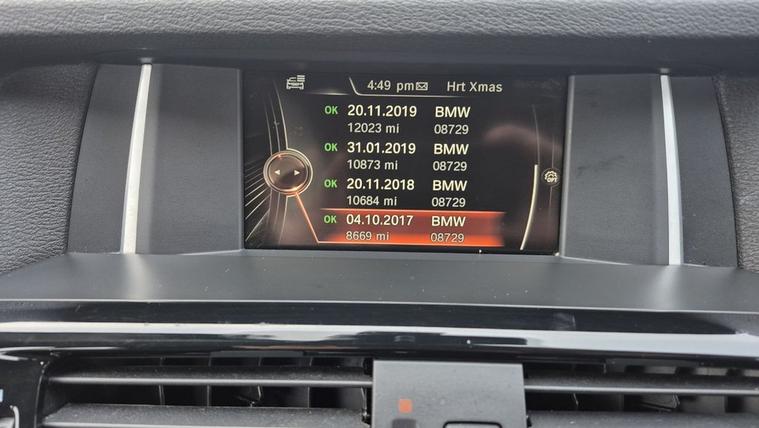 4:49 pm Hrt Xmas
OK 20.11.2019 BMW
12023 mi 08729
OK 31.01.2019 BMW
10873 mi 08729
OK 20.11.2018 BMW
10684 mi 08729
OK 04.10.2017 BMW
8669 mi 08729
OPT